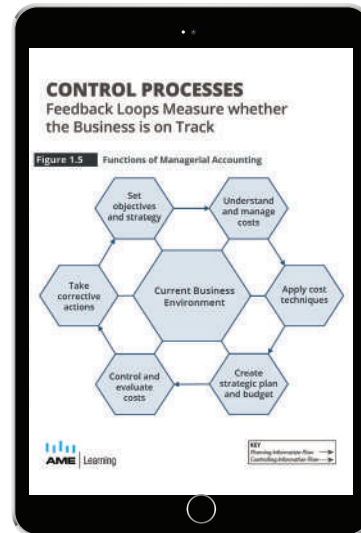 CONTROL PROCESSES
Feedback Loops Measure whether
the Business is on Track
Figure 1.5 Functions of Managerial Accounting
Set
objectives
and strategy
Understand
and manage
costs
Take
corrective
actions
Current Business
Environment
Apply cost
techniques
Control and
evaluate
costs
Create
strategic plan
and budget
AME Learning
KEY
Planning Information Flow
Controlling Information Flow